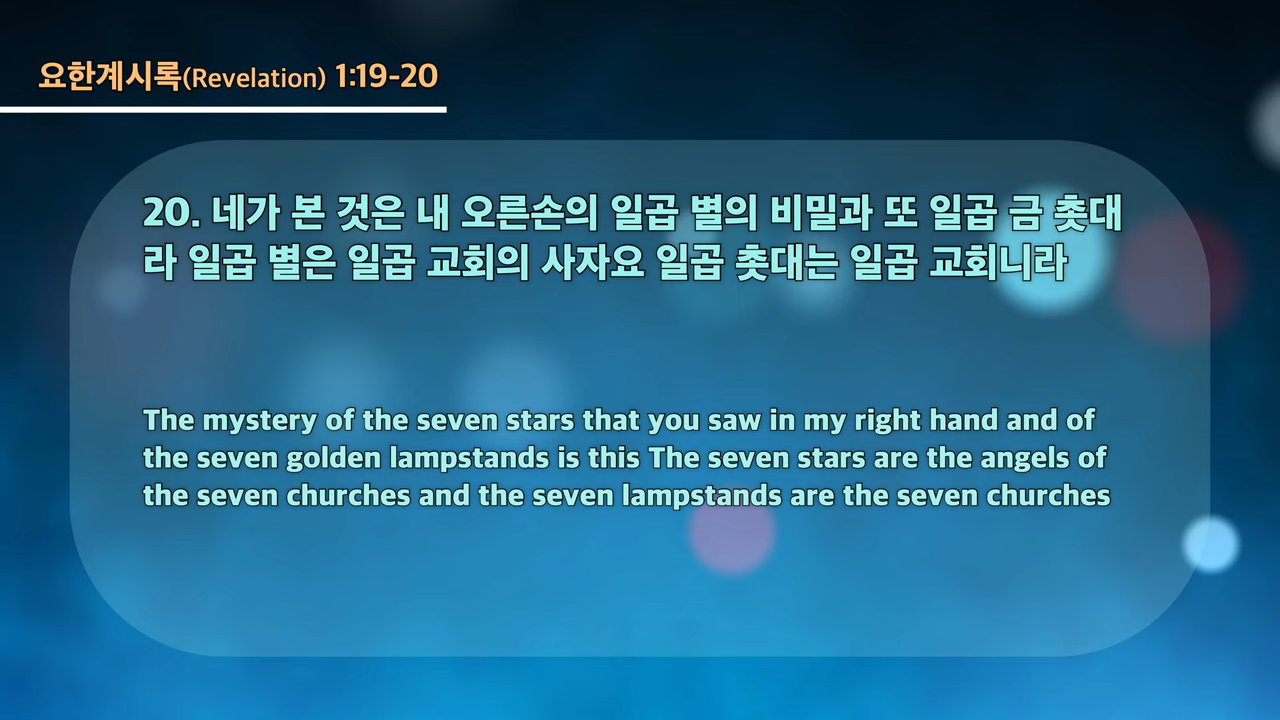 요한계시록(Revelation) 1:19-20
20. 네가 본 것은 내 오른손의 일곱 별의 비밀과 또 일곱 금 촛대
라 일곱 별은 일곱 교회의 사자요 일곱 촛대는 일곱 교회니라
The mystery of the seven stars that you saw in my right hand and of
the seven golden lampstands is this The seven stars are the angels of
the seven churches and the seven lampstands are the seven churches